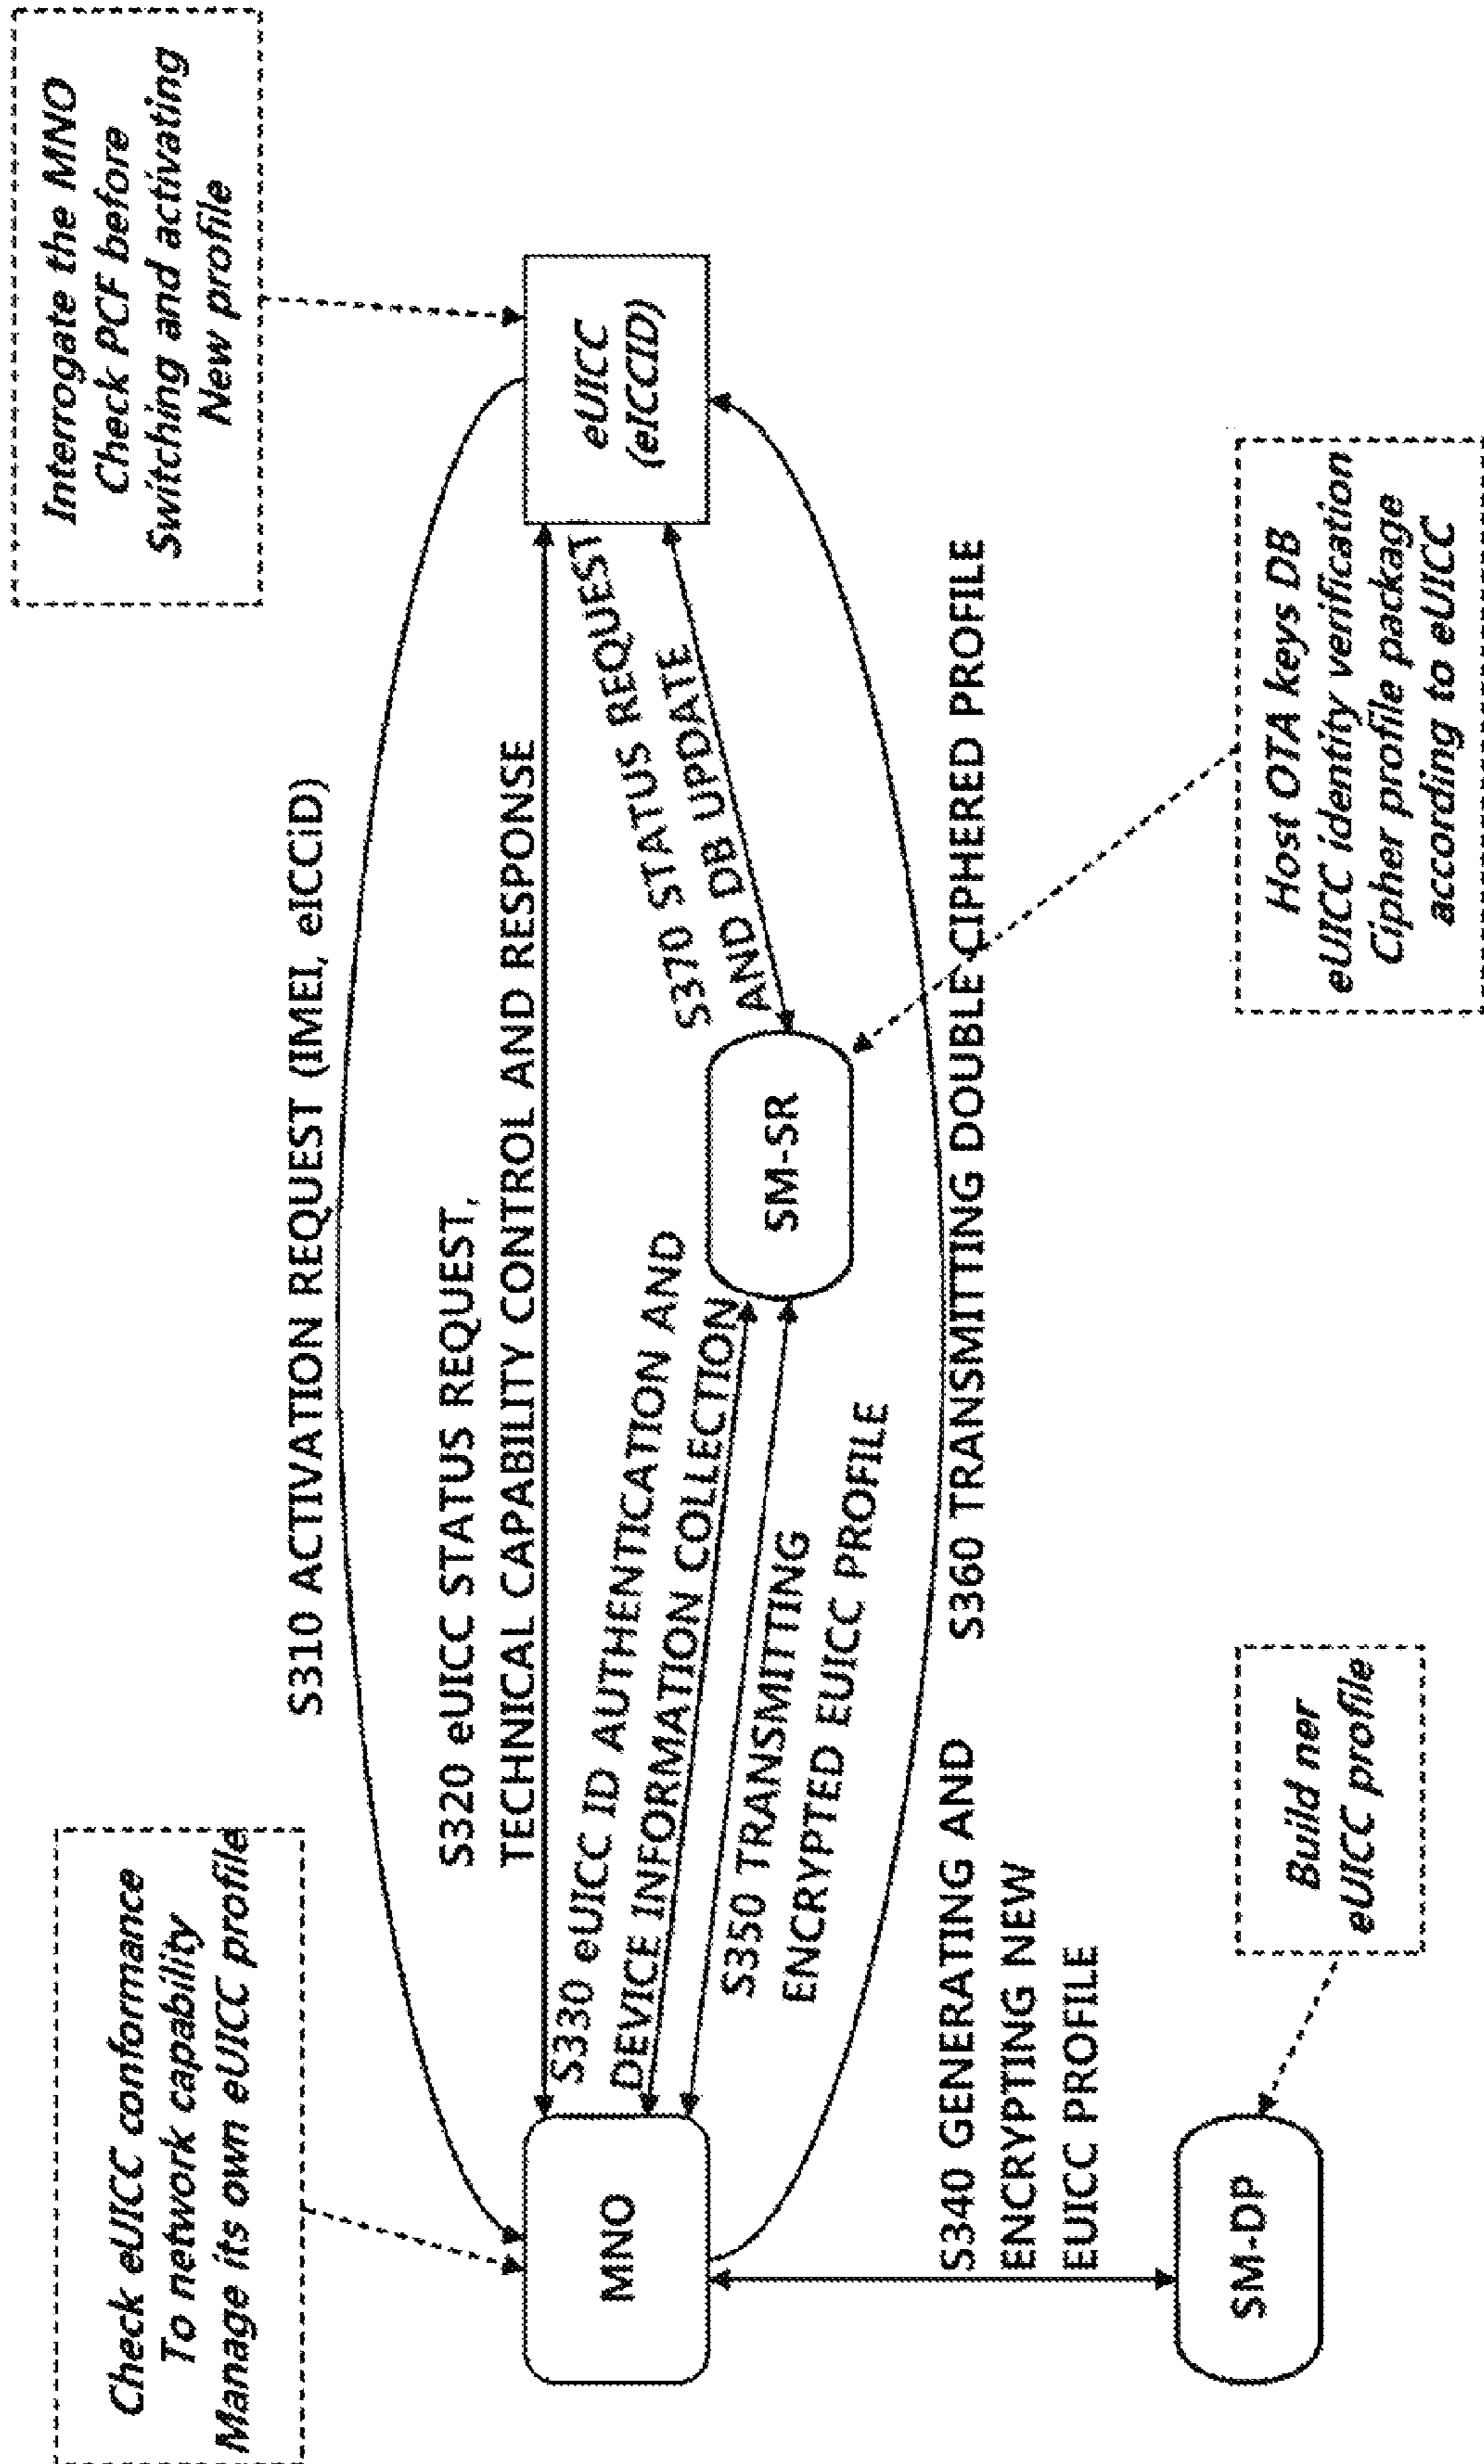 Check eUICC conformance
To network capability
Manage its own eUICC profile
Interrogate the MNO
Check PCF before
Switching and activating
New profile
S310 ACTIVATION REQUEST (IMEI, eICCiD)
S320 eUICC STATUS REQUEST,
TECHNICAL CAPABILITY CONTROL AND RESPONSE
MNO
eUICC
(eICCID)
S330 eUICC ID AUTHENTICATION AND
DEVICE INFORMATION COLLECTION
S370 STATUS REQUEST
AND DB UPDATE
SM-SR
S350 TRANSMITTING
ENCRYPTED EUICC PROFILE
S340 GENERATING AND
ENCRYPTING NEW
EUICC PROFILE
S360 TRANSMITTING DOUBLE CIPHERED PROFILE
SM-DP
Build ner
eUICC profile
Host OTA keys DB
eUICC identity verification
Cipher profile package
according to eUICC